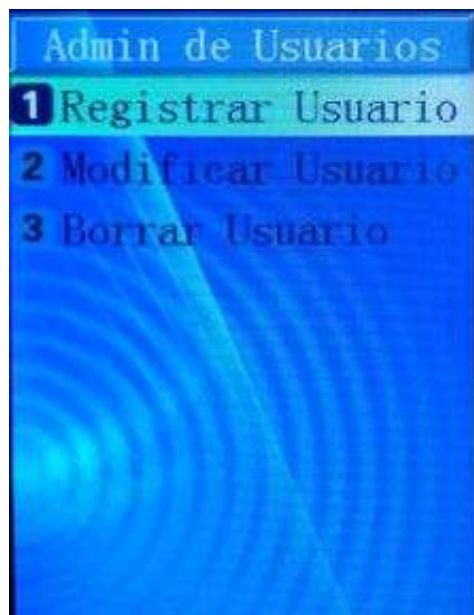 Admin de Usuarios
1 Registrar Usuario
2 Modificar Usuario
3 Borrar Usuario